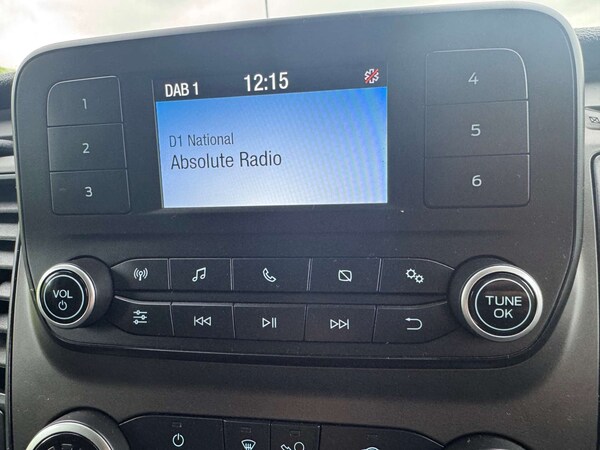 DAB 1 12:15
D1 National
Absolute Radio
1
2
3
4
5
6
VOL
TUNE
OK